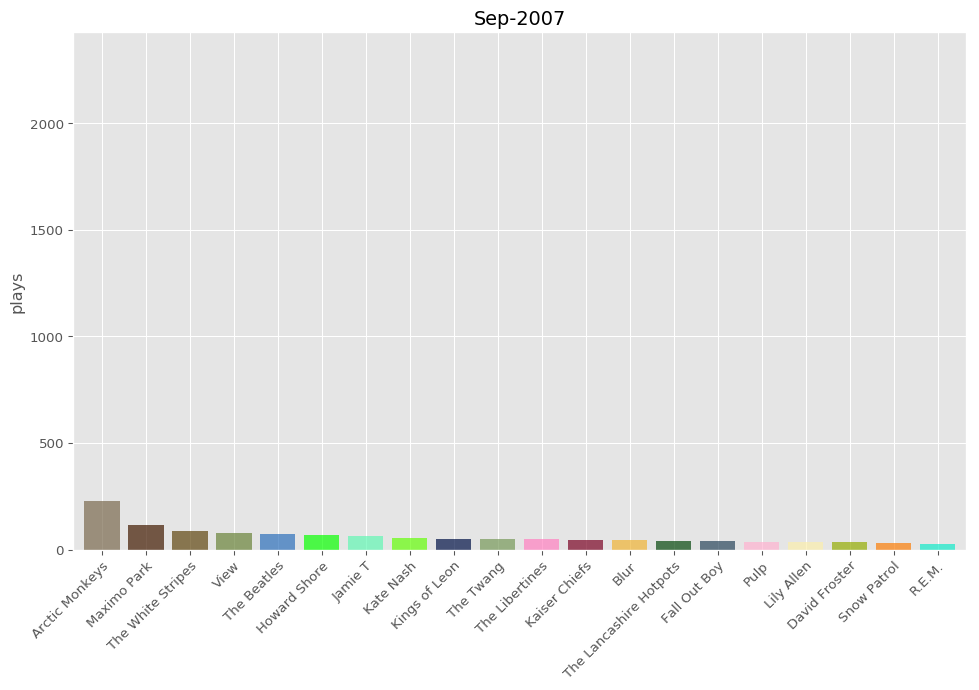 Sep-2007
plays
2000
1500
1000
500
0
Arctic Monkeys
Maximo Park
The White Stripes
View
The Beatles
Howard Shore
Jamie T
Kate Nash
Kings of Leon
The Twang
The Libertines
Kaiser Chiefs
Blur
The Lancashire Hotpots
Fall Out Boy
Pulp
Lily Allen
David Froster
Snow Patrol
R.E.M.